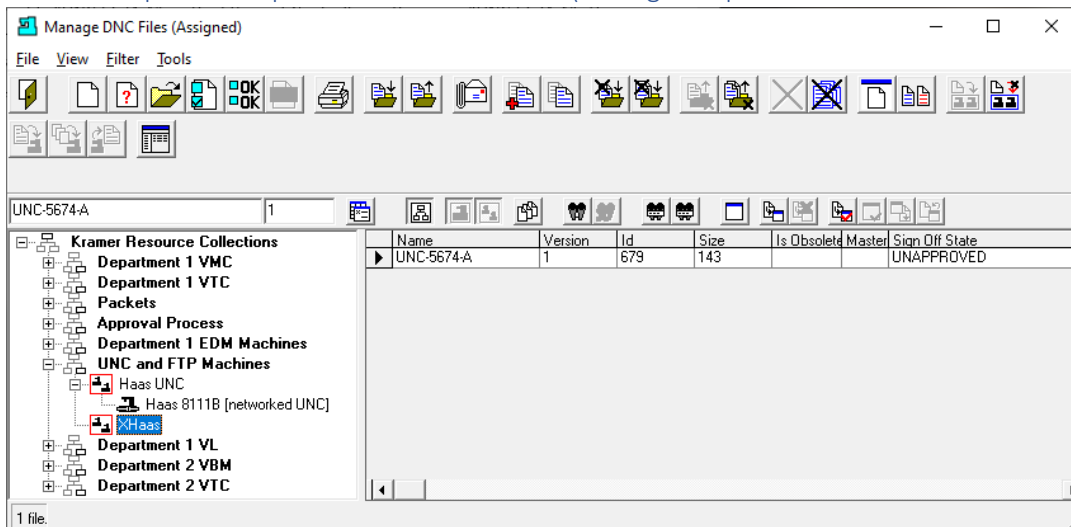 Manage DNC Files (Assigned)
File View Filter Tools
OK
OK
UNC-5674-A 1
Name Version Id Size Is Obsolete Master Sign Off State
UNC-5674-A 1 679 143 UNAPPROVED
Kramer Resource Collections
Department 1 VMC
Department 1 VTC
Packets
Approval Process
Department 1 EDM Machines
UNC and FTP Machines
Haas UNC
Haas 8111B [networked UNC]
XHaas
Department 1 VL
Department 2 VBM
Department 2 VTC
1 file.